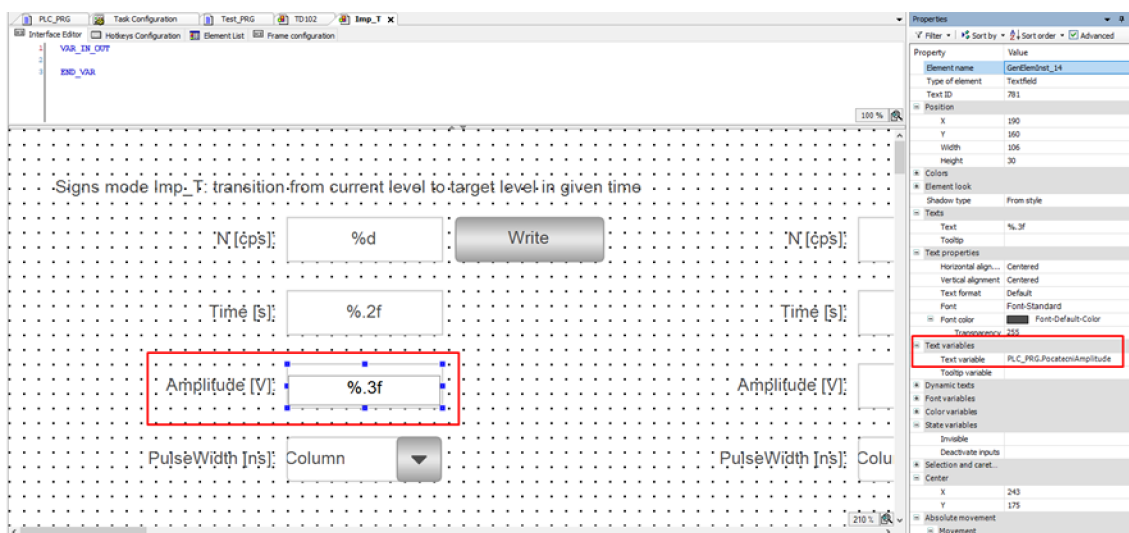 PLC_PRG Task Configuration Test_PRG TD102 Imp_T x
Interface Editor Hotkeys Configuration Element List Frame configuration
1 VAR_IN_OUT
2
3 END_VAR
100 %
Signs mode Imp_T: transition from current level to target level in given time
N [cps]: %d Write N [cps]:
Time [s]: %.2f Time [s]:
Amplitude [V]: %.3f Amplitude [V]:
PulseWidth [ns]: Column PulseWidth [ns]: Colu
210 %
Properties
Filter Sort by Sort order Advanced
Property Value
Element name GenElemInst_14
Type of element Textfield
Text ID 781
Position
X 190
Y 160
Width 106
Height 30
Colors
Element look
Shadow type From style
Texts
Text %.3f
Tooltip
Text properties
Horizontal align... Centered
Vertical alignment Centered
Text format Default
Font Font-Standard
Font color Font-Default-Color
Transparency 255
Text variables
Text variable PLC_PRG.PocatecniAmplitude
Tooltip variable
Dynamic texts
Font variables
Color variables
State variables
Invisible
Deactivate inputs
Selection and caret...
Center
X 243
Y 175
Absolute movement
Movement